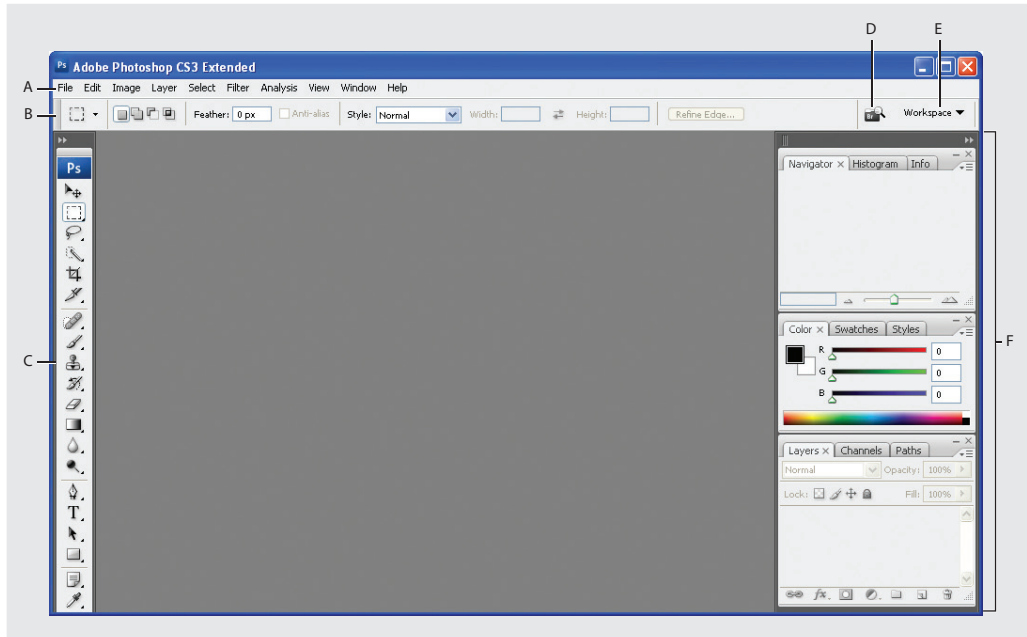 D E
Ps Adobe Photoshop CS3 Extended
A
File Edit Image Layer Select Filter Analysis View Window Help
B
Feather: 0 px Anti-alias Style: Normal Width: Height: Refine Edge... Br Workspace
Ps
Navigator × Histogram Info
C
F
Color × Swatches Styles
R 0
G 0
B 0
Layers × Channels Paths
Normal Opacity: 100%
Lock: Fill: 100%
T
fx.